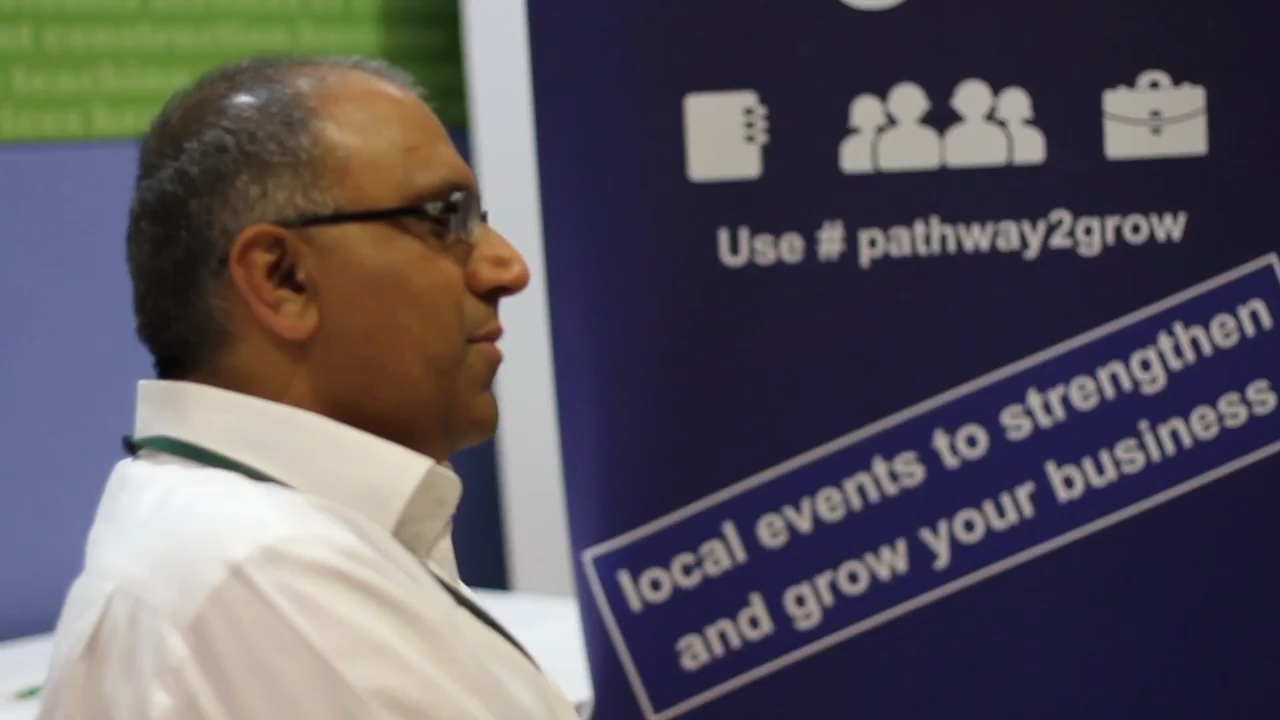 Use # pathway2grow
local events to strengthen
and grow your business